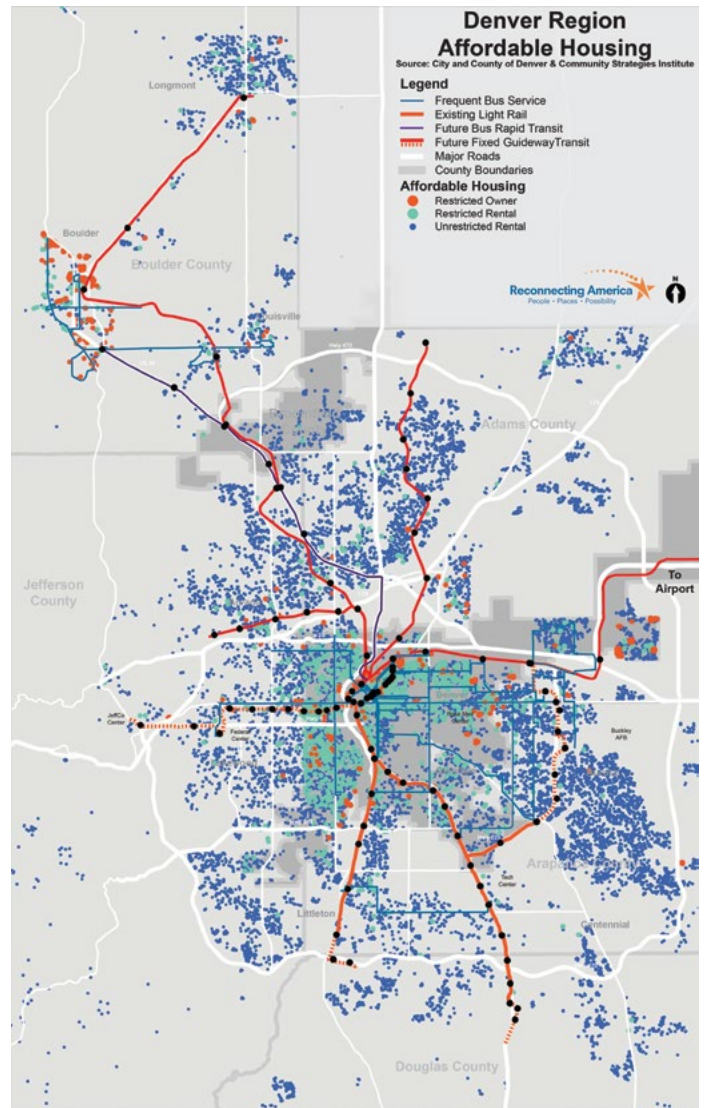 Denver Region
Affordable Housing
Source: City and County of Denver & Community Strategies Institute
Legend
Frequent Bus Service
Existing Light Rail
Future Bus Rapid Transit
Future Fixed GuidewayTransit
Major Roads
County Boundaries
Affordable Housing
Restricted Owner
Restricted Rental
Unrestricted Rental
Reconnecting America
People • Places • Possibility
N
Longmont
Boulder
Boulder County
Louisville
Adams County
Jefferson
County
To
Airport
JeffCo
Center
Federal
Center
Buckley
AFB
Tech
Center
Arapahoe County
Littleton
Centennial
Douglas County